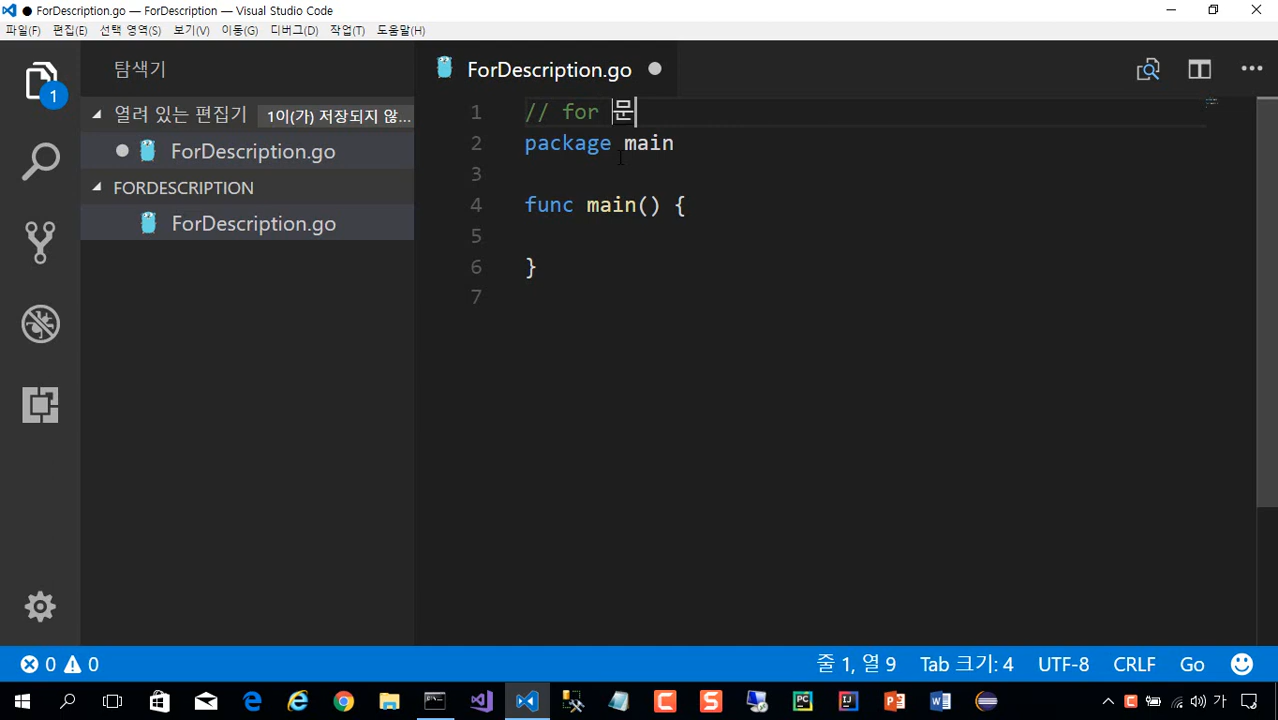 ● ForDescription.go — ForDescription — Visual Studio Code
파일(F) 편집(E) 선택 영역(S) 보기(V) 이동(G) 디버그(D) 작업(T) 도움말(H)
탐색기
열려 있는 편집기 1이(가) 저장되지 않...
ForDescription.go
FORDESCRIPTION
ForDescription.go
1
ForDescription.go
1 // for 문
2 package main
3
4 func main() {
5
6 }
7
0 0
줄 1, 열 9 Tab 크기: 4 UTF-8 CRLF Go
가